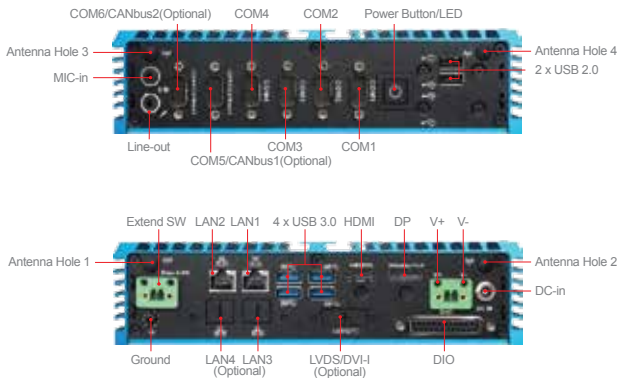 COM6/CANbus2(Optional) COM4 COM2 Power Button/LED
Antenna Hole 3 Antenna Hole 4
MIC-in 2 x USB 2.0
Line-out COM3 COM1
COM5/CANbus1(Optional)
Extend SW LAN2 LAN1 4 x USB 3.0 HDMI DP V+ V-
Antenna Hole 1 Antenna Hole 2
DC-in
Ground LAN4 LAN3 LVDS/DVI-I DIO
(Optional) (Optional)